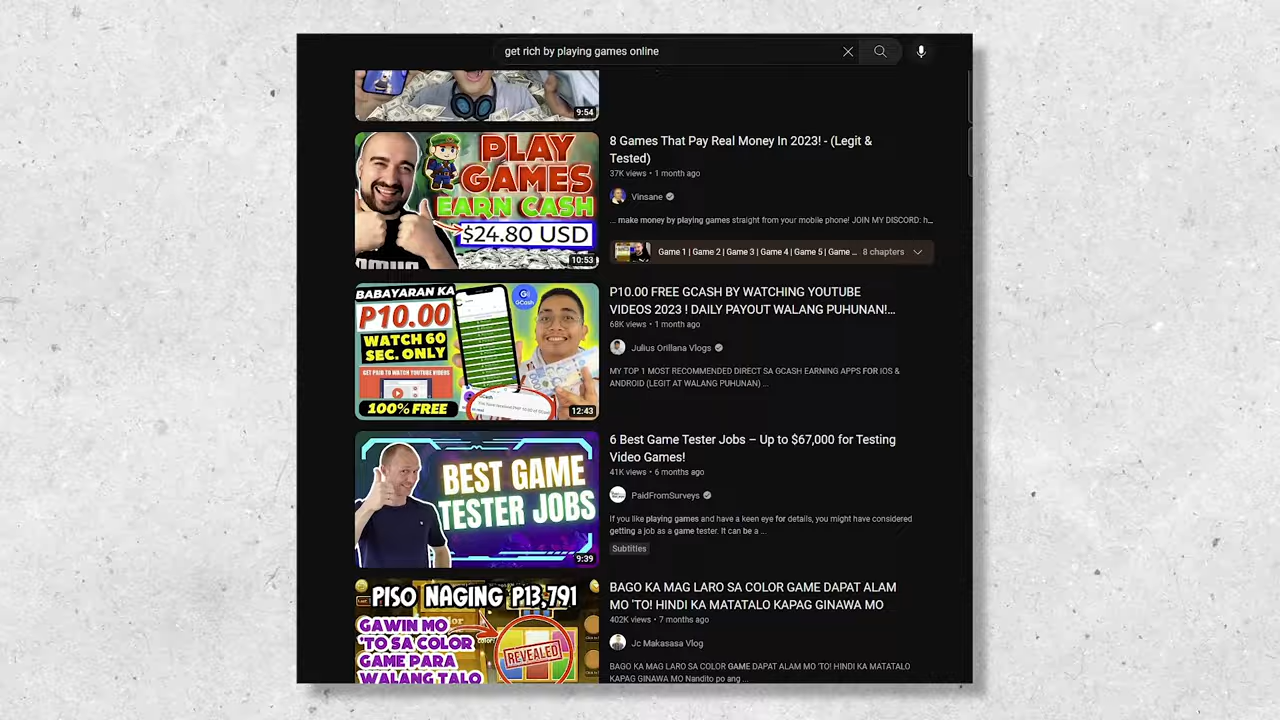 get rich by playing games online
9:54
PLAY
GAMES
EARN CASH
$24.80 USD
10:53
8 Games That Pay Real Money In 2023! - (Legit &
Tested)
37K views • 1 month ago
Vinsane
... make money by playing games straight from your mobile phone! JOIN MY DISCORD: h...
Game 1 | Game 2 | Game 3 | Game 4 | Game 5 | Game ... 8 chapters
BABAYARAN KA
P10.00
WATCH 60
SEC. ONLY
GET PAID TO WATCH YOUTUBE VIDEOS
100% FREE
GCash
12:43
P10.00 FREE GCASH BY WATCHING YOUTUBE
VIDEOS 2023 ! DAILY PAYOUT WALANG PUHUNAN!...
68K views • 1 month ago
Julius Orillana Vlogs
MY TOP 1 MOST RECOMMENDED DIRECT SA GCASH EARNING APPS FOR IOS &
ANDROID (LEGIT AT WALANG PUHUNAN) ...
BEST GAME
TESTER JOBS
9:39
6 Best Game Tester Jobs – Up to $67,000 for Testing
Video Games!
41K views • 6 months ago
PaidFromSurveys
If you like playing games and have a keen eye for details, you might have considered
getting a job as a game tester. It can be a ...
Subtitles
PISO NAGING P13,791
GAWIN MO
'TO SA COLOR
GAME PARA
WALANG TALO
REVEALED
BAGO KA MAG LARO SA COLOR GAME DAPAT ALAM
MO 'TO! HINDI KA MATATALO KAPAG GINAWA MO
402K views • 7 months ago
Jc Makasasa Vlog
BAGO KA MAG LARO SA COLOR GAME DAPAT ALAM MO 'TO! HINDI KA MATATALO
KAPAG GINAWA MO Nandito po ang ...